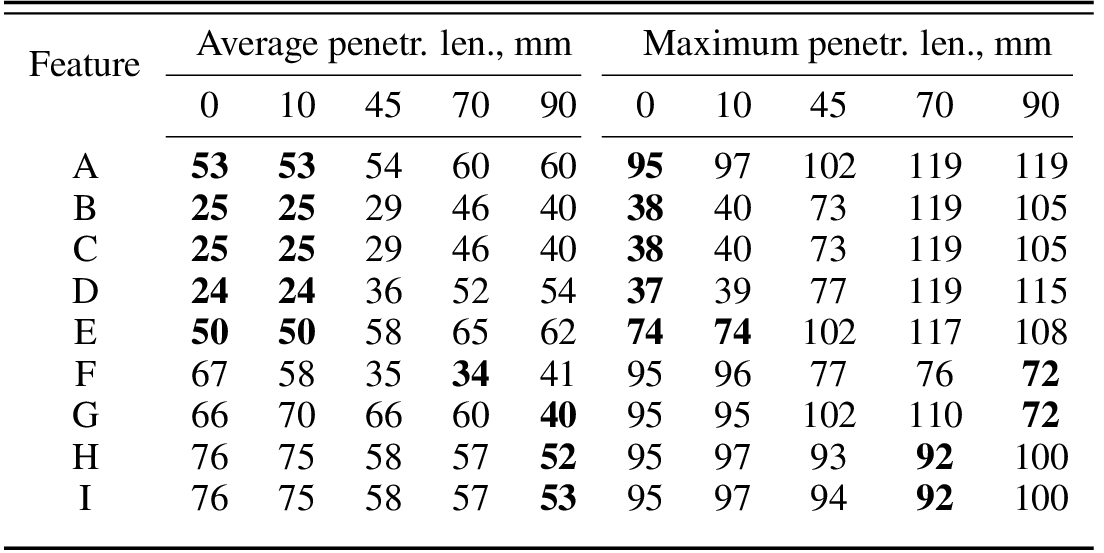 Feature Average penetr. len., mm Maximum penetr. len., mm
0 10 45 70 90 0 10 45 70 90
A 53 53 54 60 60 95 97 102 119 119
B 25 25 29 46 40 38 40 73 119 105
C 25 25 29 46 40 38 40 73 119 105
D 24 24 36 52 54 37 39 77 119 115
E 50 50 58 65 62 74 74 102 117 108
F 67 58 35 34 41 95 96 77 76 72
G 66 70 66 60 40 95 95 102 110 72
H 76 75 58 57 52 95 97 93 92 100
I 76 75 58 57 53 95 97 94 92 100